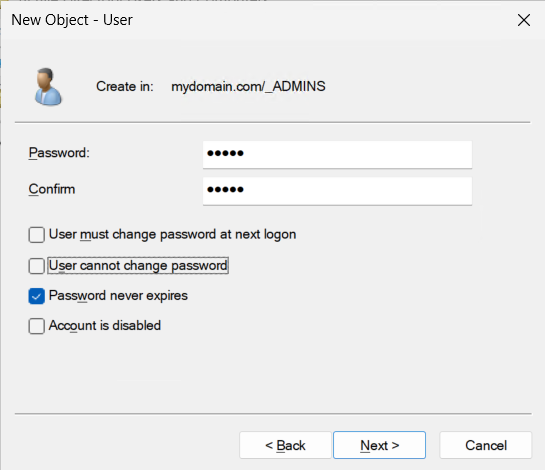 New Object - User
Create in: mydomain.com/_ADMINS
Password: •••••
Confirm •••••
User must change password at next logon
User cannot change password
Password never expires
Account is disabled
< Back Next > Cancel